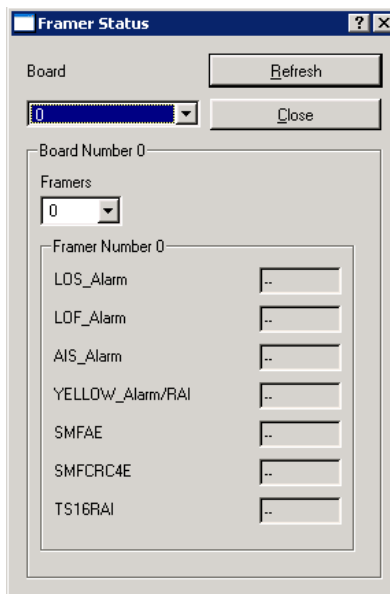 Framer Status
Board
Refresh
0
Close
Board Number 0
Framers
0
Framer Number 0
LOS_Alarm --
LOF_Alarm --
AIS_Alarm --
YELLOW_Alarm/RAI --
SMFAE --
SMFCRC4E --
TS16RAI --